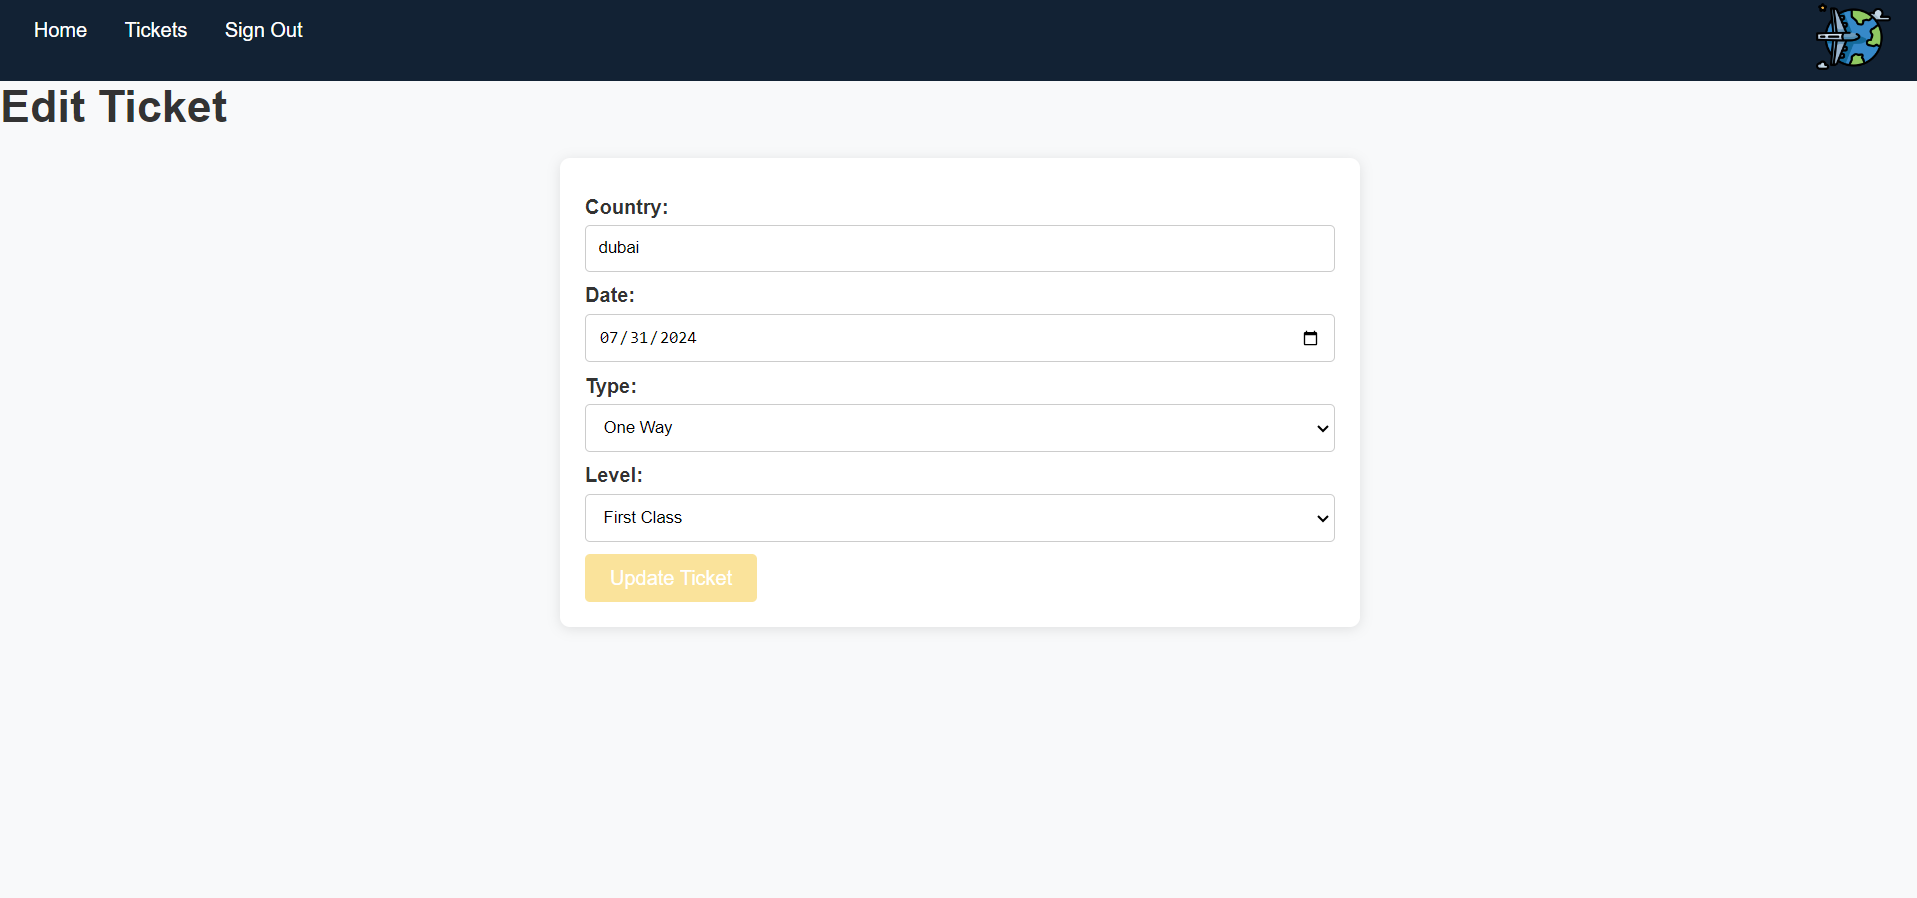 Home Tickets Sign Out
Edit Ticket
Country:
dubai
Date:
07/31/2024
Type:
One Way
Level:
First Class
Update Ticket